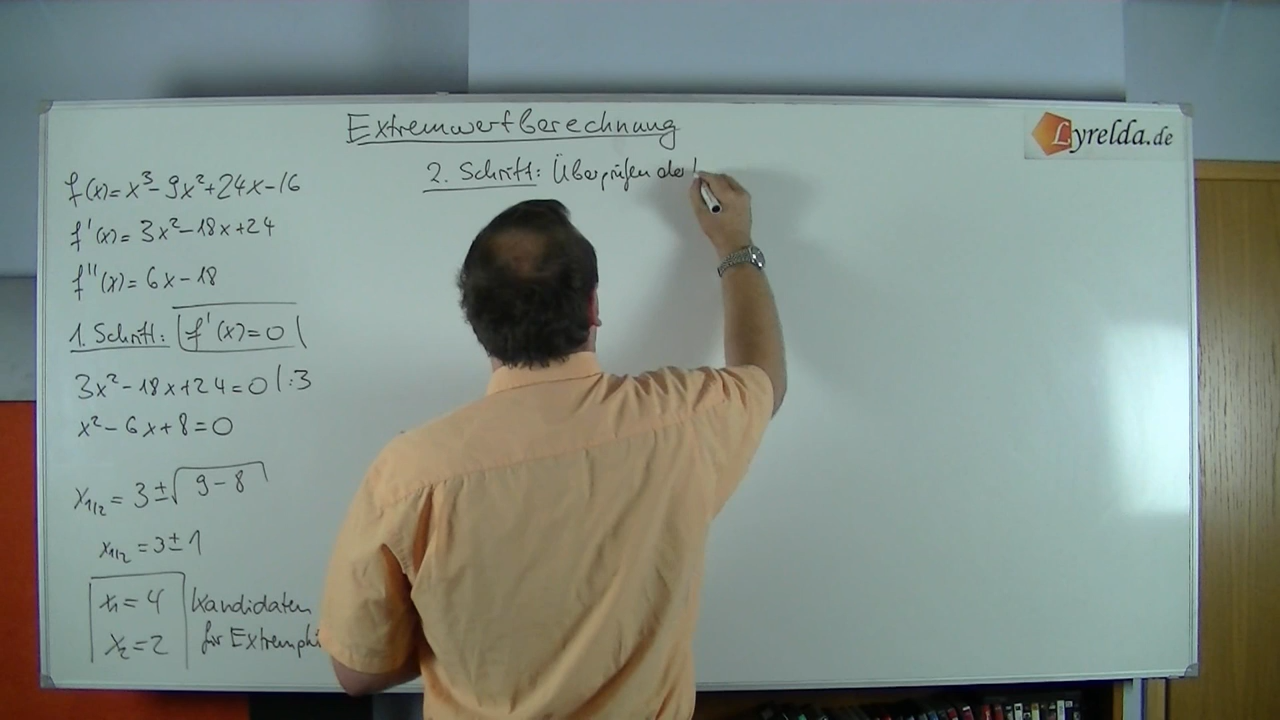 Extremwertberechnung
Lyrelda.de
f(x)=x³-9x²+24x-16
f'(x)=3x²-18x+24
f''(x)=6x-18
1. Schritt: f'(x)=0
3x²-18x+24=0 |:3
x²-6x+8=0
x₁/₂=3±√9-8
x₁/₂=3±1
x₁=4
x₂=2
Kandidaten
für
2. Schritt: Überprüfen der